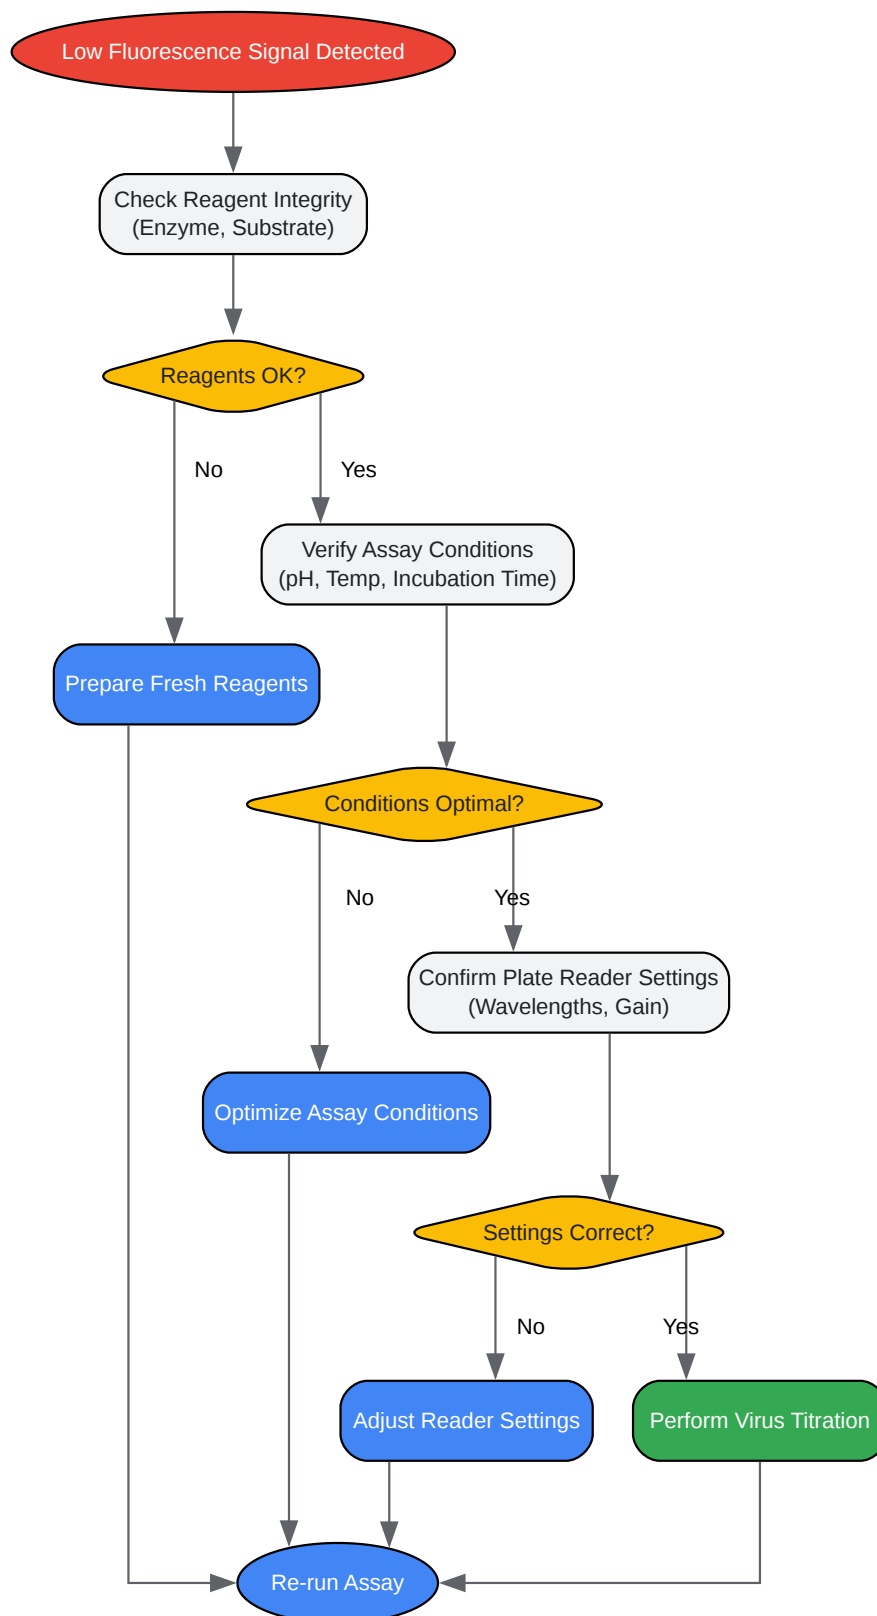 Low Fluorescence Signal Detected
Check Reagent Integrity
(Enzyme, Substrate)
Reagents OK?
No
Yes
Verify Assay Conditions
(pH, Temp, Incubation Time)
Prepare Fresh Reagents
Conditions Optimal?
No
Yes
Confirm Plate Reader Settings
(Wavelengths, Gain)
Optimize Assay Conditions
Settings Correct?
No
Yes
Adjust Reader Settings
Perform Virus Titration
Re-run Assay